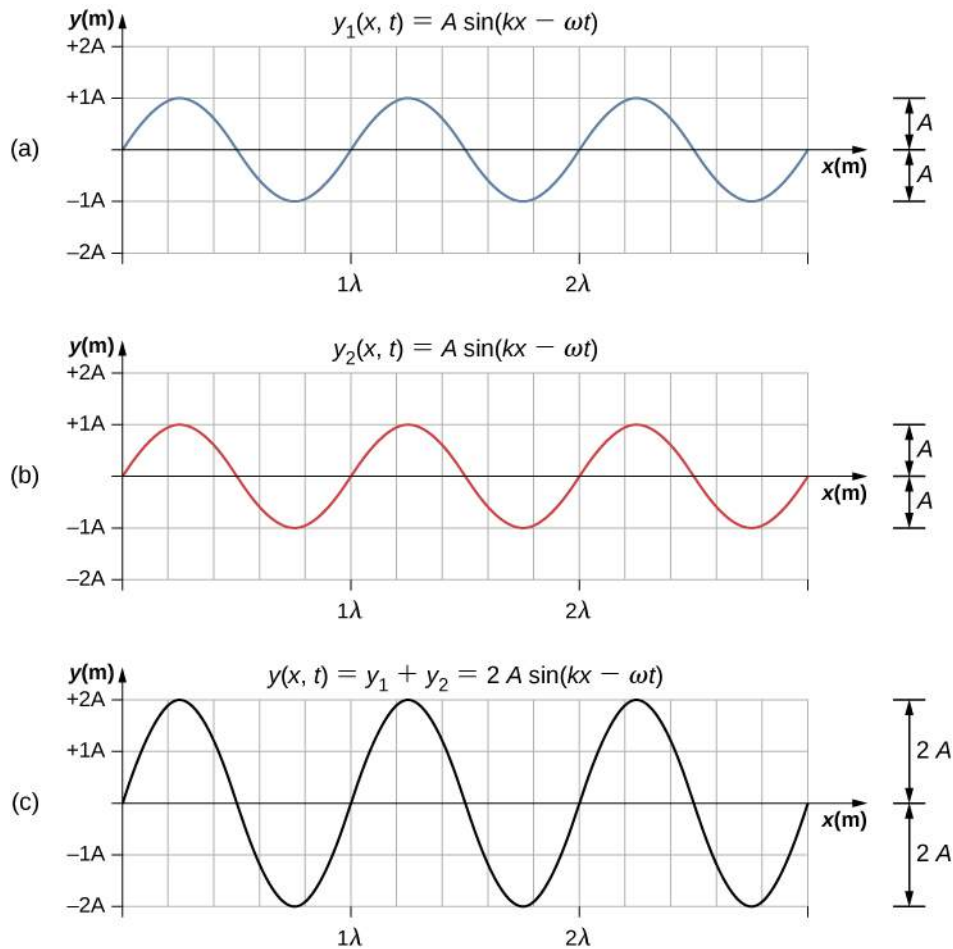 y(m)
y₁(x, t) = A sin(kx − ωt)
+2A
+1A
A
(a)
x(m)
A
–1A
–2A
1λ
2λ
y(m)
y₂(x, t) = A sin(kx − ωt)
+2A
+1A
A
(b)
x(m)
A
–1A
–2A
1λ
2λ
y(m)
y(x, t) = y₁ + y₂ = 2 A sin(kx − ωt)
+2A
+1A
2 A
(c)
x(m)
–1A
2 A
–2A
1λ
2λ